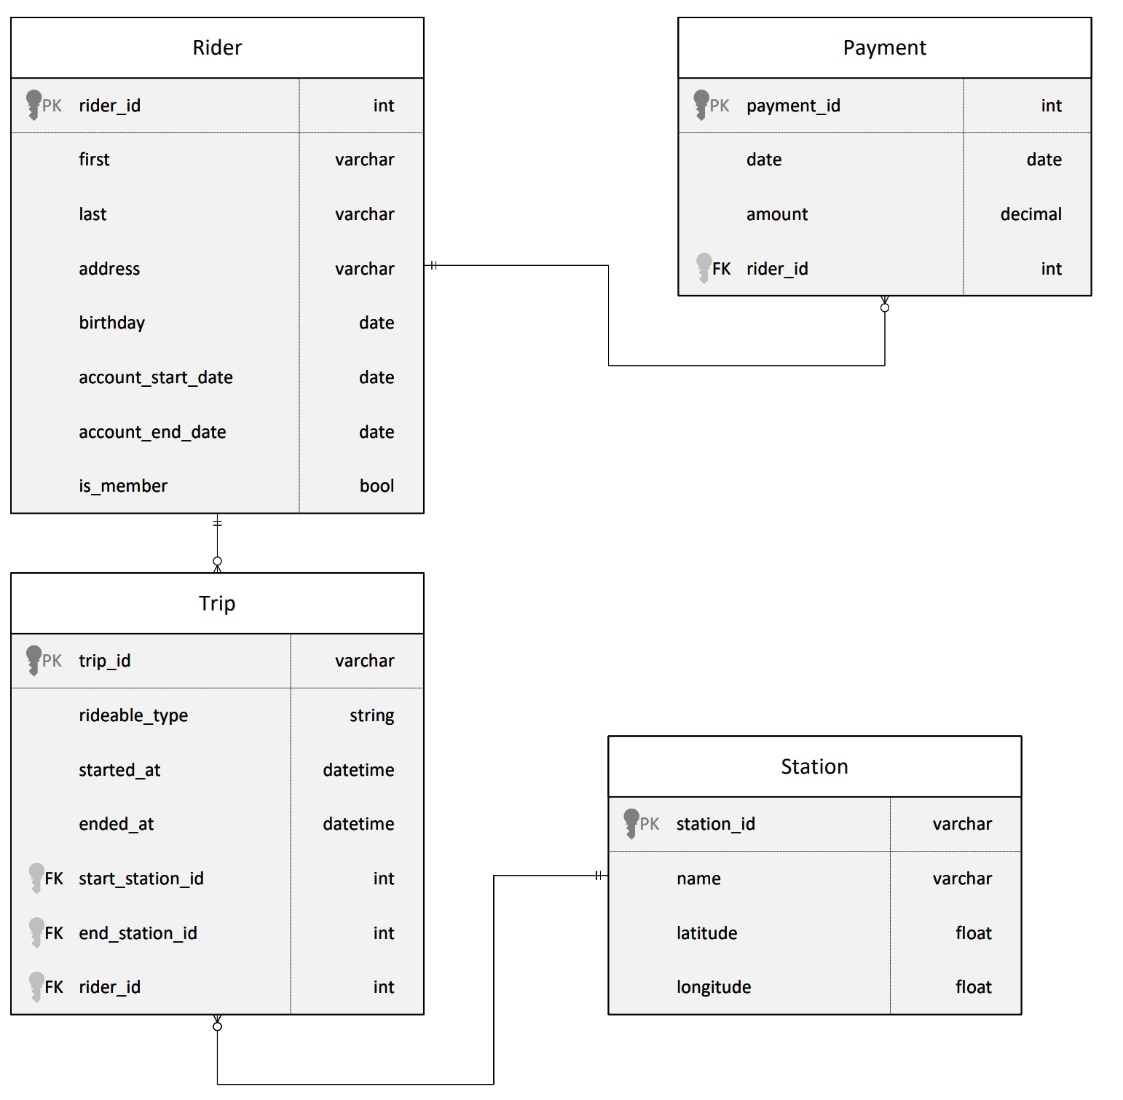 Rider
PK rider_id int
first varchar
last varchar
address varchar
birthday date
account_start_date date
account_end_date date
is_member bool
Payment
PK payment_id int
date date
amount decimal
FK rider_id int
Trip
PK trip_id varchar
rideable_type string
started_at datetime
ended_at datetime
FK start_station_id int
FK end_station_id int
FK rider_id int
Station
PK station_id varchar
name varchar
latitude float
longitude float